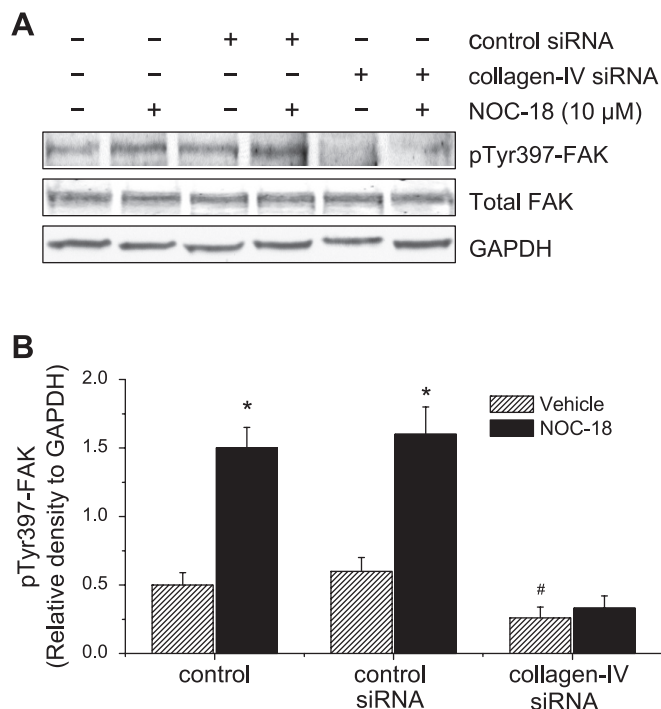 A
– – + + – – control siRNA
– – – – + + collagen-IV siRNA
– + – + – + NOC-18 (10 μM)
pTyr397-FAK
Total FAK
GAPDH
B
pTyr397-FAK
(Relative density to GAPDH)
2.0
1.5
1.0
0.5
0.0
* * #
Vehicle
NOC-18
control
control
siRNA
collagen-IV
siRNA